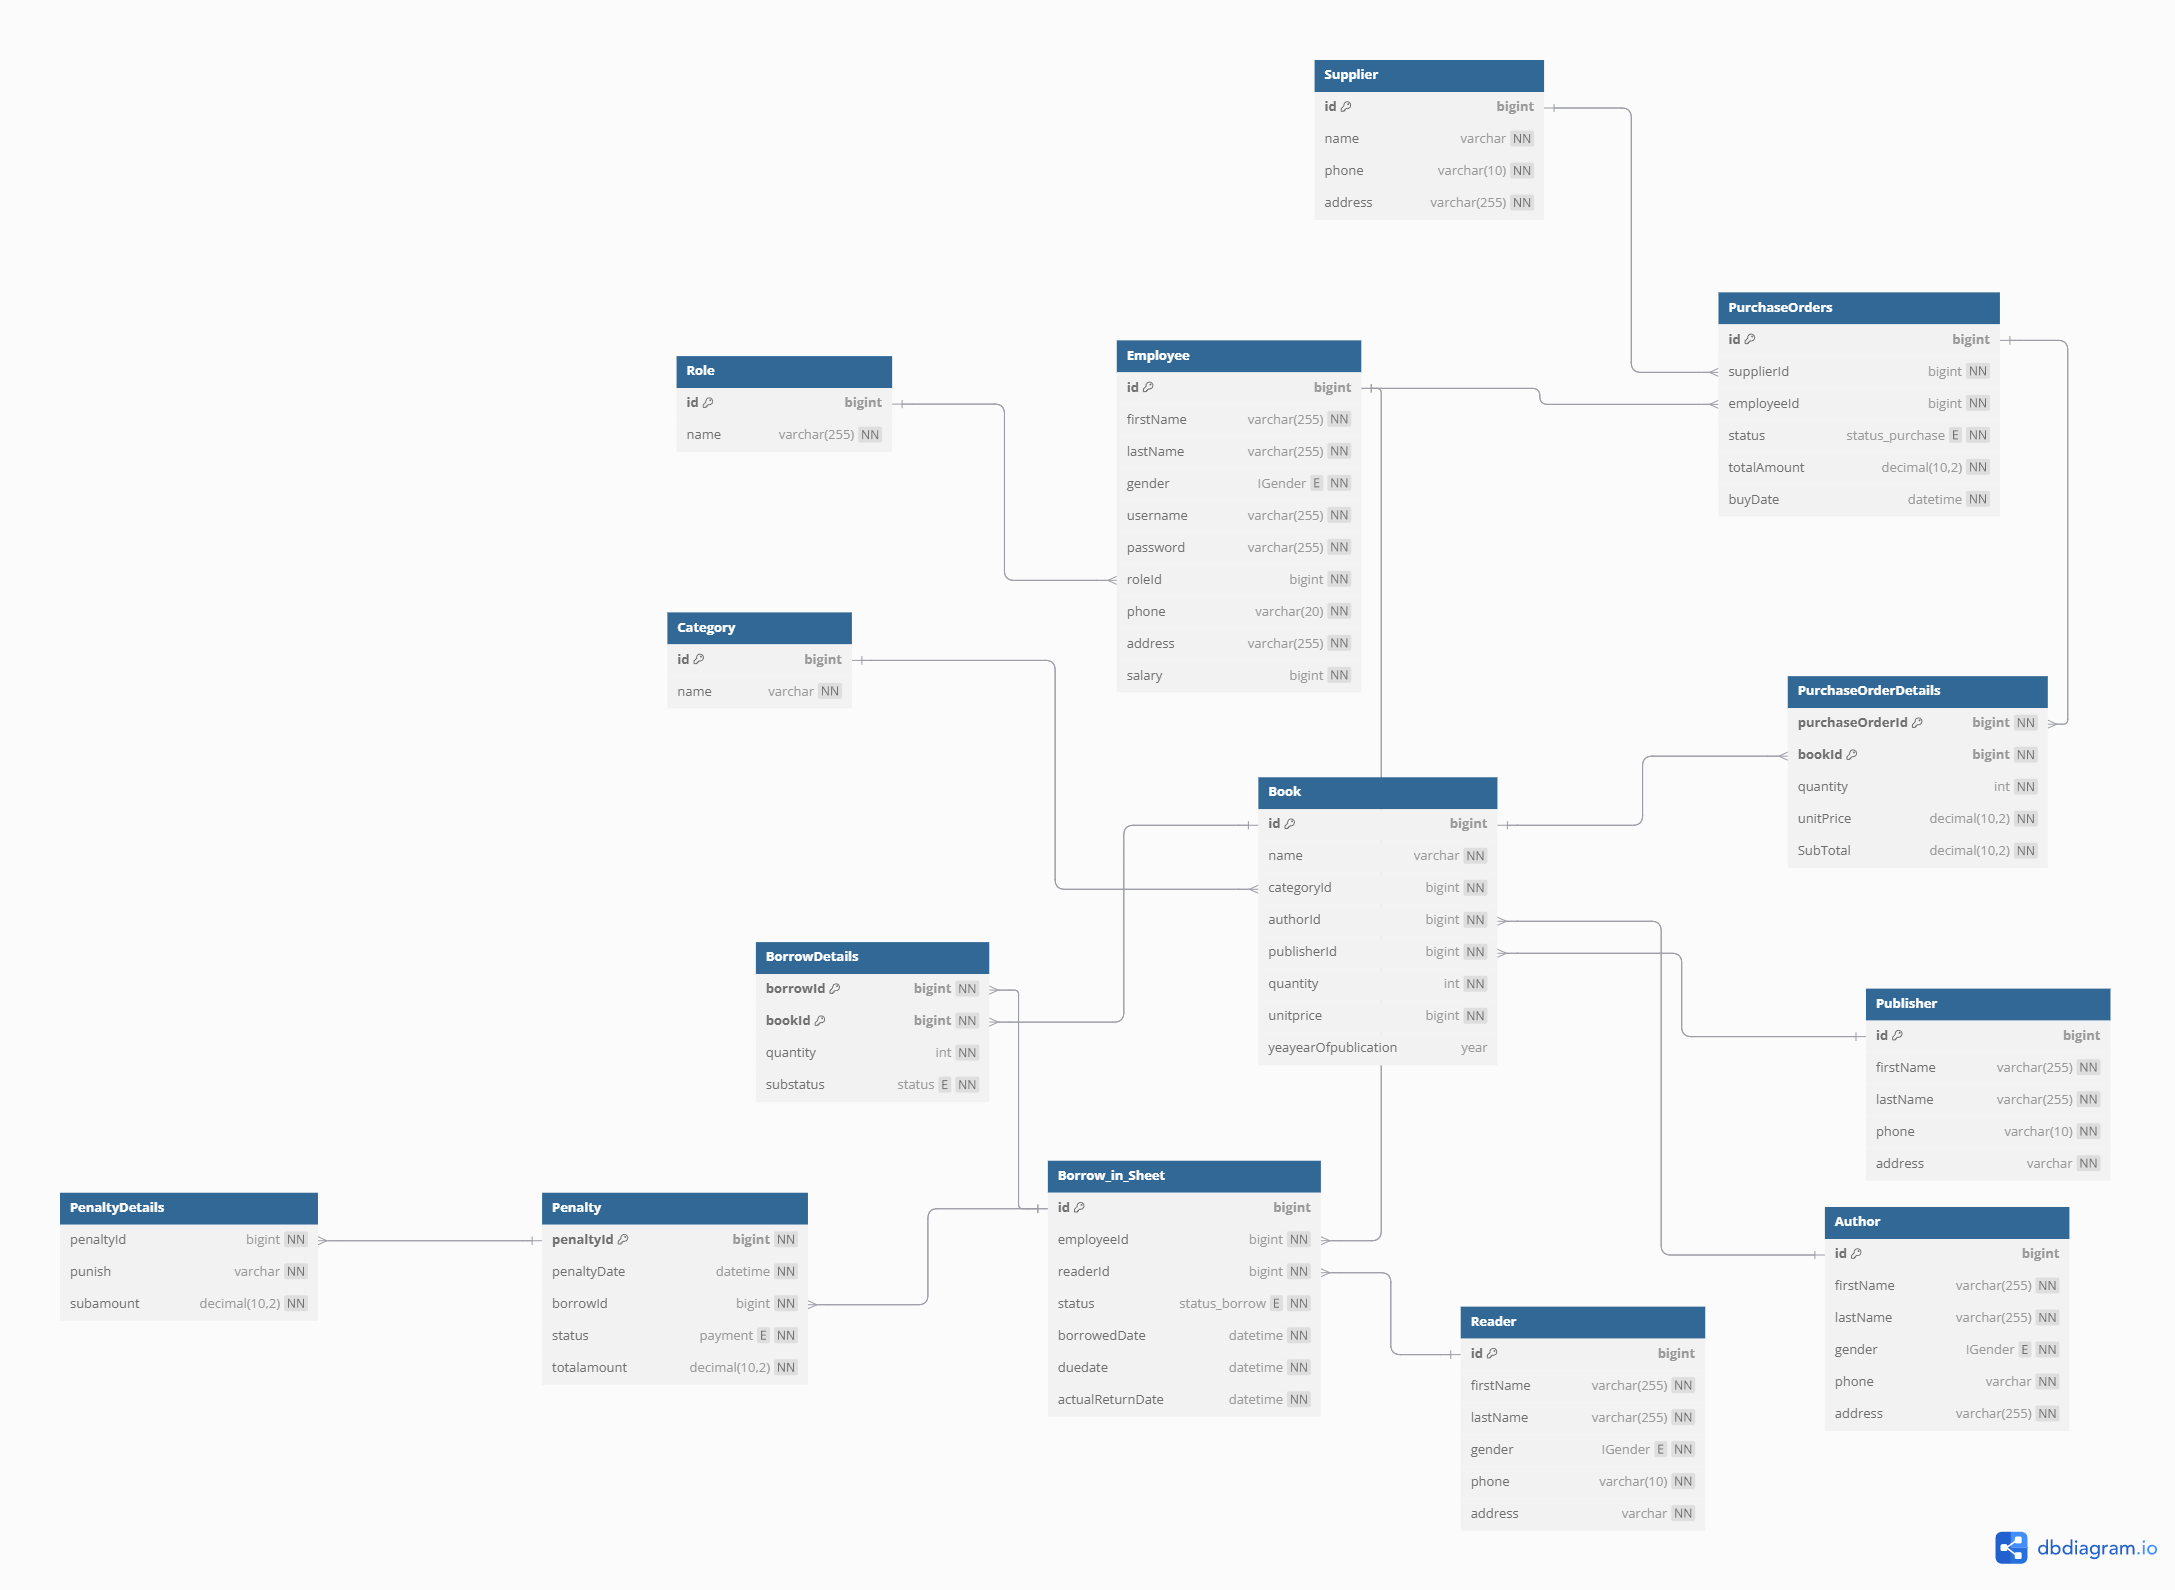 Supplier
id bigint
name varchar NN
phone varchar(10) NN
address varchar(255) NN
PurchaseOrders
id bigint
supplierId bigint NN
employeeId bigint NN
status status_purchase E NN
totalAmount decimal(10,2) NN
buyDate datetime NN
Role
id bigint
name varchar(255) NN
Employee
id bigint
firstName varchar(255) NN
lastName varchar(255) NN
gender IGender E NN
username varchar(255) NN
password varchar(255) NN
roleId bigint NN
phone varchar(20) NN
address varchar(255) NN
salary bigint NN
Category
id bigint
name varchar NN
PurchaseOrderDetails
purchaseOrderId bigint NN
bookId bigint NN
quantity int NN
unitPrice decimal(10,2) NN
SubTotal decimal(10,2) NN
Book
id bigint
name varchar NN
categoryId bigint NN
authorId bigint NN
publisherId bigint NN
quantity int NN
unitprice bigint NN
yeayearOfpublication year
BorrowDetails
borrowId bigint NN
bookId bigint NN
quantity int NN
substatus status E NN
Publisher
id bigint
firstName varchar(255) NN
lastName varchar(255) NN
phone varchar(10) NN
address varchar NN
PenaltyDetails
penaltyId bigint NN
punish varchar NN
subamount decimal(10,2) NN
Penalty
penaltyId bigint NN
penaltyDate datetime NN
borrowId bigint NN
status payment E NN
totalamount decimal(10,2) NN
Borrow_in_Sheet
id bigint
employeeId bigint NN
readerId bigint NN
status status_borrow E NN
borrowedDate datetime NN
duedate datetime NN
actualReturnDate datetime NN
Author
id bigint
firstName varchar(255) NN
lastName varchar(255) NN
gender IGender E NN
phone varchar NN
address varchar(255) NN
Reader
id bigint
firstName varchar(255) NN
lastName varchar(255) NN
gender IGender E NN
phone varchar(10) NN
address varchar NN
dbdiagram.io